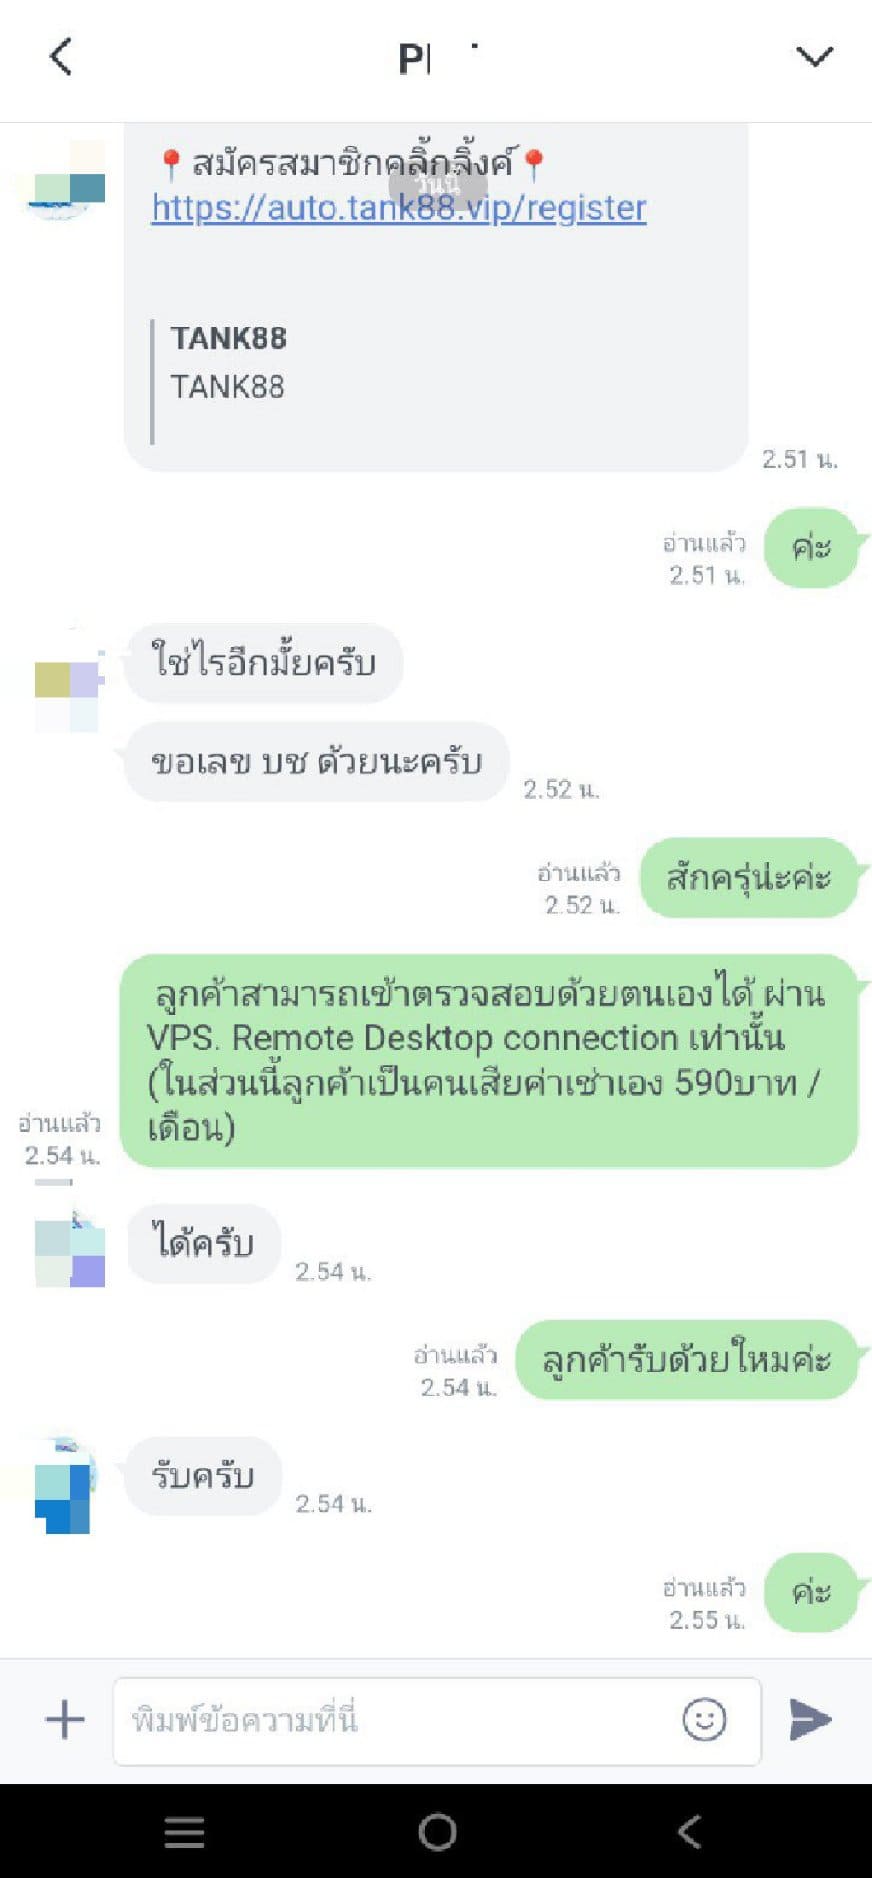 📍สมัครสมาชิกคลิ้กลิ้งค์📍
วันนี้
https://auto.tank88.vip/register
TANK88
TANK88
2.51 น.
อ่านแล้ว
2.51 น.
ค่ะ
ใช่ไรอีกมั้ยครับ
ขอเลข บช ด้วยนะครับ
2.52 น.
อ่านแล้ว
2.52 น.
สักครุ่น่ะค่ะ
ลูกค้าสามารถเข้าตรวจสอบด้วยตนเองได้ ผ่าน
VPS. Remote Desktop connection เท่านั้น
(ในส่วนนี้ลูกค้าเป็นคนเสียค่าเช่าเอง 590บาท /
เดือน)
อ่านแล้ว
2.54 น.
ได้ครับ
2.54 น.
อ่านแล้ว
2.54 น.
ลูกค้ารับด้วยใหมค่ะ
รับครับ
2.54 น.
อ่านแล้ว
2.55 น.
ค่ะ
พิมพ์ข้อความที่นี่